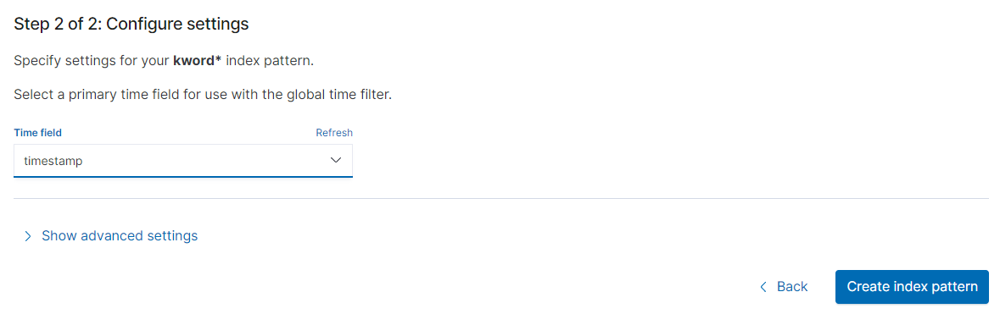 Step 2 of 2: Configure settings
Specify settings for your kword* index pattern.
Select a primary time field for use with the global time filter.
Time field Refresh
timestamp
Show advanced settings
Back Create index pattern